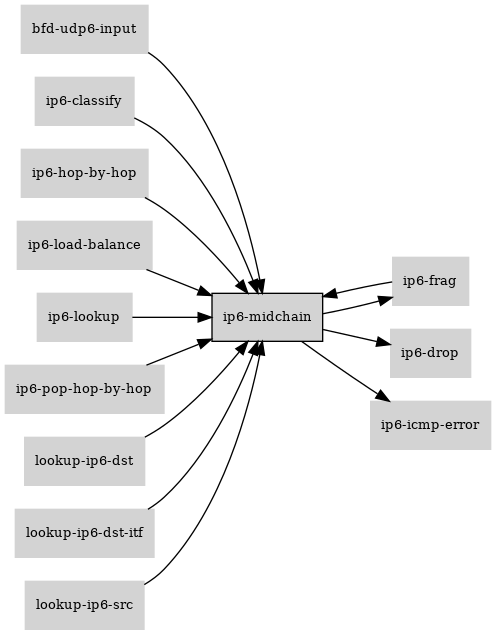 bfd-udp6-input
ip6-classify
ip6-hop-by-hop
ip6-load-balance
ip6-lookup
ip6-pop-hop-by-hop
lookup-ip6-dst
lookup-ip6-dst-itf
lookup-ip6-src
ip6-midchain
ip6-frag
ip6-drop
ip6-icmp-error